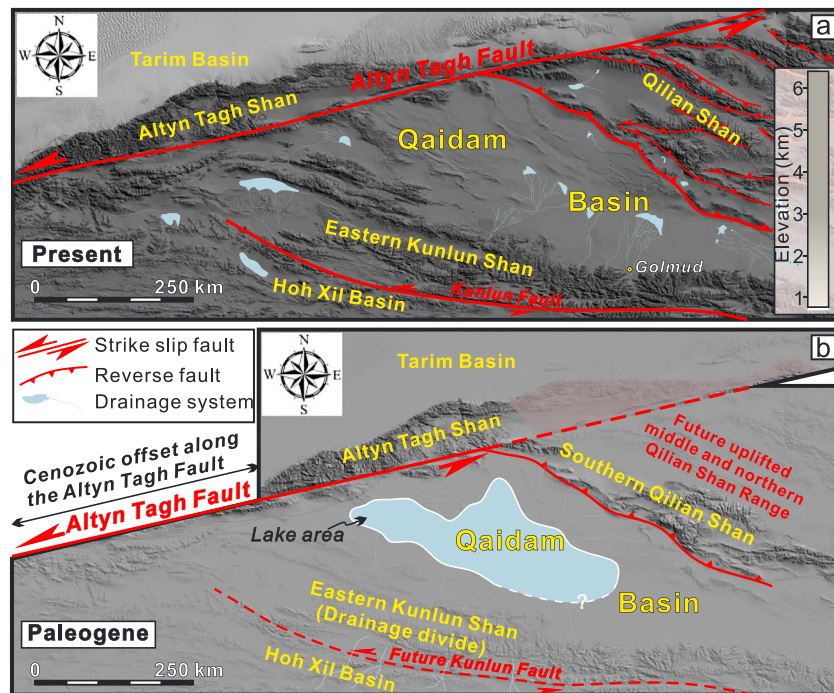 a
N
W E
S
Tarim Basin
Altyn Tagh Fault
Altyn Tagh Shan
Qilian Shan
Qaidam
Basin
Elevation (km)
6
5
4
3
2
1
Eastern Kunlun Shan
Golmud
Present
Hoh Xil Basin
Kunlun Fault
0 250 km
Strike slip fault
Reverse fault
Drainage system
b
N
W E
S
Tarim Basin
Altyn Tagh Shan
Future uplifted
middle and northern
Qilian Shan Range
Southern Qilian Shan
Cenozoic offset along
the Altyn Tagh Fault
Altyn Tagh Fault
Lake area
Qaidam
Basin
?
Eastern Kunlun Shan
(Drainage divide)
Paleogene
Future Kunlun Fault
Hoh Xil Basin
0 250 km